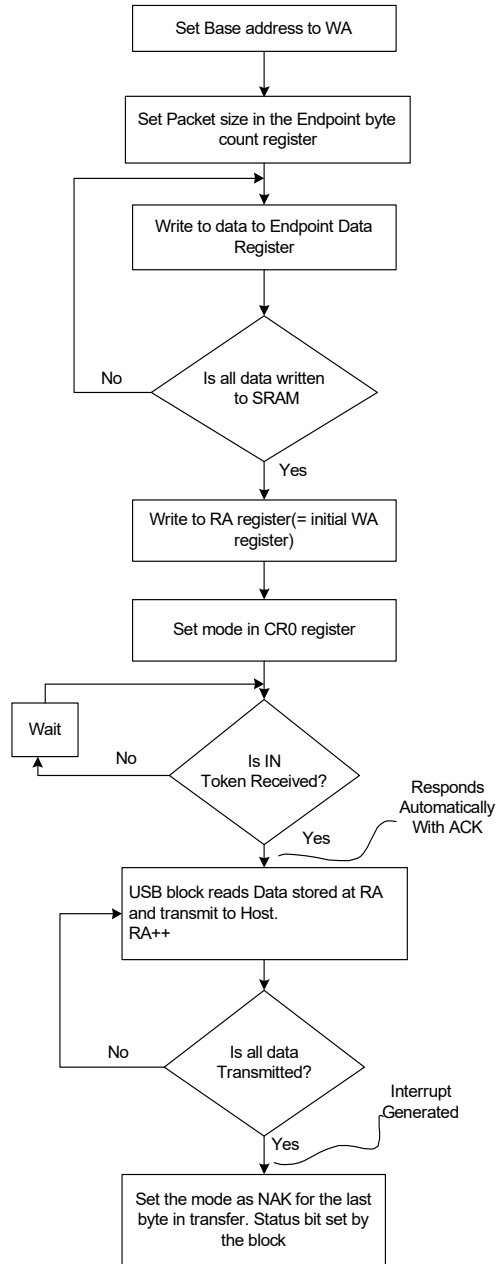 Set Base address to WA
Set Packet size in the Endpoint byte
count register
Write to data to Endpoint Data
Register
Is all data written
to SRAM
No
Yes
Write to RA register(= initial WA
register)
Set mode in CR0 register
Wait
Is IN
Token Received?
No
Yes
Responds
Automatically
With ACK
USB block reads Data stored at RA
and transmit to Host.
RA++
Is all data
Transmitted?
No
Yes
Interrupt
Generated
Set the mode as NAK for the last
byte in transfer. Status bit set by
the block